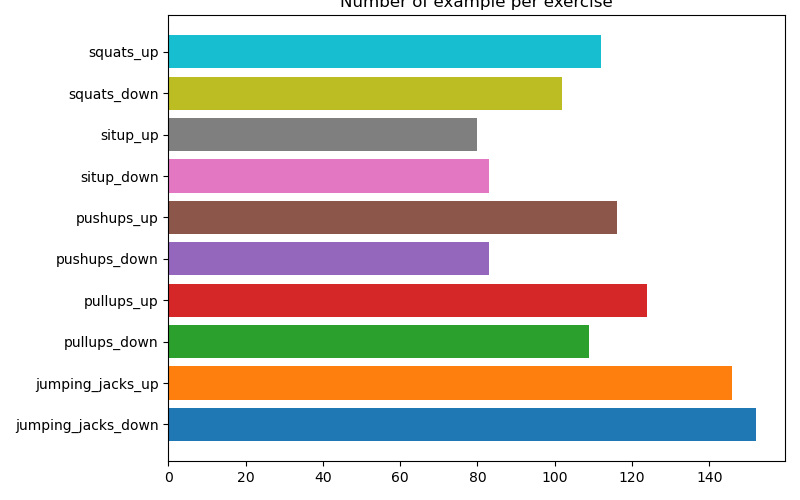 Number of example per exercise
squats_up
squats_down
situp_up
situp_down
pushups_up
pushups_down
pullups_up
pullups_down
jumping_jacks_up
jumping_jacks_down
0 20 40 60 80 100 120 140